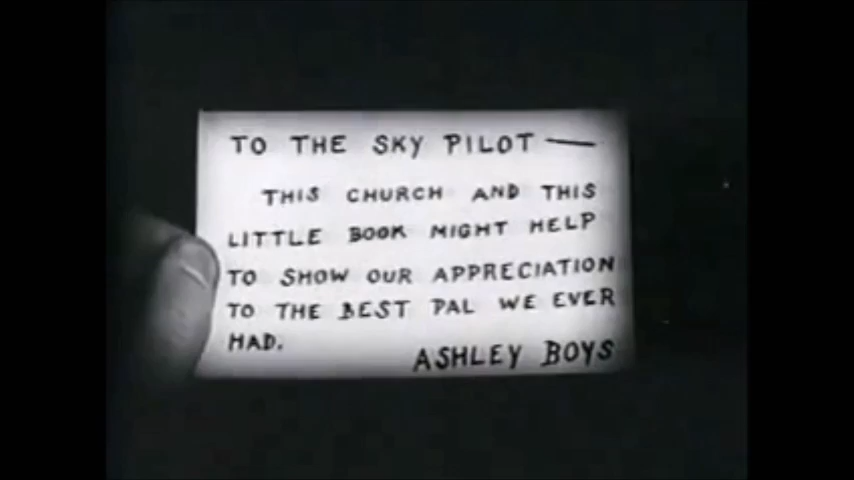 TO THE SKY PILOT —
THIS CHURCH AND THIS
LITTLE BOOK MIGHT HELP
TO SHOW OUR APPRECIATION
TO THE BEST PAL WE EVER
HAD.
ASHLEY BOYS